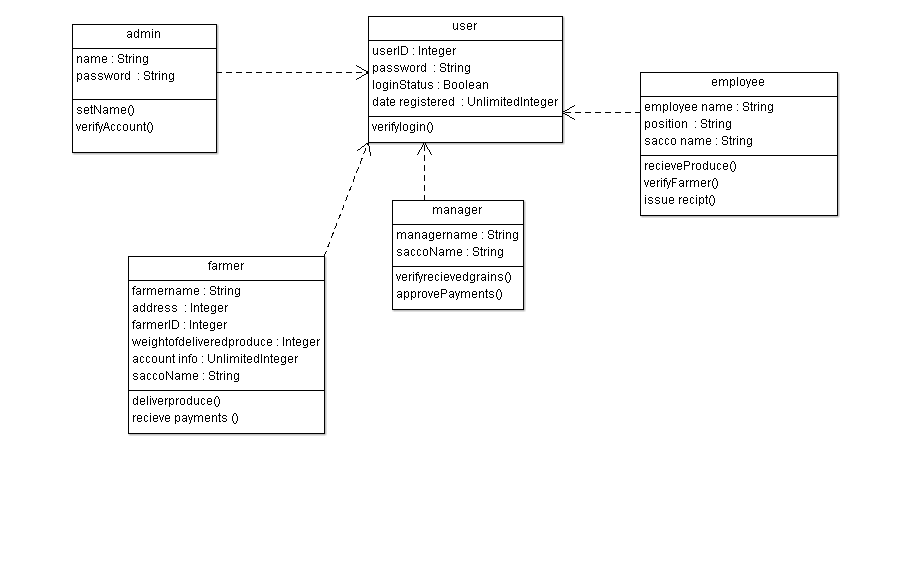 admin
name : String
password : String
setName()
verifyAccount()
user
userID : Integer
password : String
loginStatus : Boolean
date registered : UnlimitedInteger
verifylogin()
employee
employee name : String
position : String
sacco name : String
recieveProduce()
verifyFarmer()
issue recipt()
manager
managername : String
saccoName : String
verifyrecievedgrains()
approvePayments()
farmer
farmername : String
address : Integer
farmerID : Integer
weightofdeliveredproduce : Integer
account info : UnlimitedInteger
saccoName : String
deliverproduce()
recieve payments ()